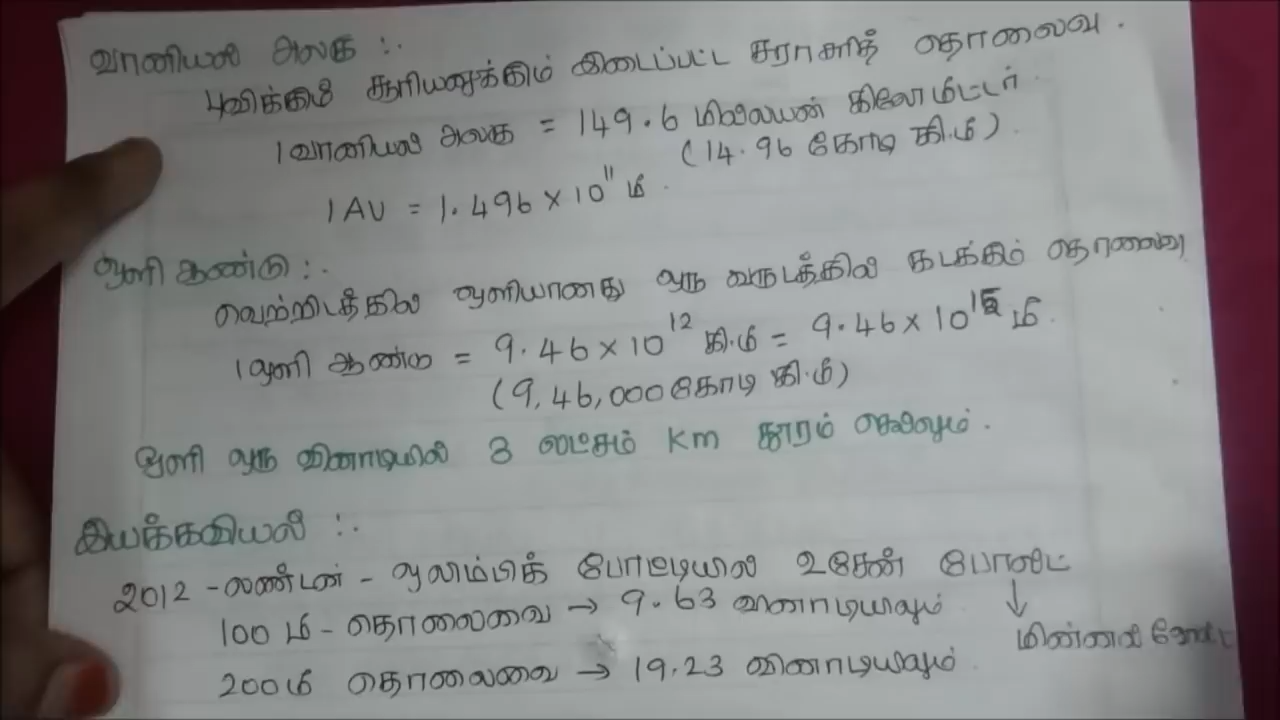 வானியல் அலகு :.
புவிக்கும் சூரியனுக்கும் இடைப்பட்ட சராசரித் தொலைவு .
1 வானியல் அலகு = 149.6 மில்லியன் கிலோ மீட்டர்
(14.96 கோடி கி.மீ)
1 AU = 1.496 × 10¹¹ மீ .
ஒளி ஆண்டு :.
வெற்றிடத்தில் ஒளியானது ஒரு வருடத்தில் கடக்கும் தொலைவு
1 ஒளி ஆண்டு = 9.46 × 10¹² கி.மீ = 9.46 × 10¹⁵ மீ .
(9,46,000 கோடி கி.மீ)
ஒளி ஒரு வினாடியில் 3 லட்சம் Km தூரம் செல்லும் .
இயக்கவியல் :.
2012 - லண்டன் - ஒலிம்பிக் போட்டியில் உசேன் போல்ட்
100 மீ - தொலைவை → 9.63 வினாடியிலும் ↓
மின்னல் போல்ட்
200மீ தொலைவை → 19.23 வினாடியிலும் .